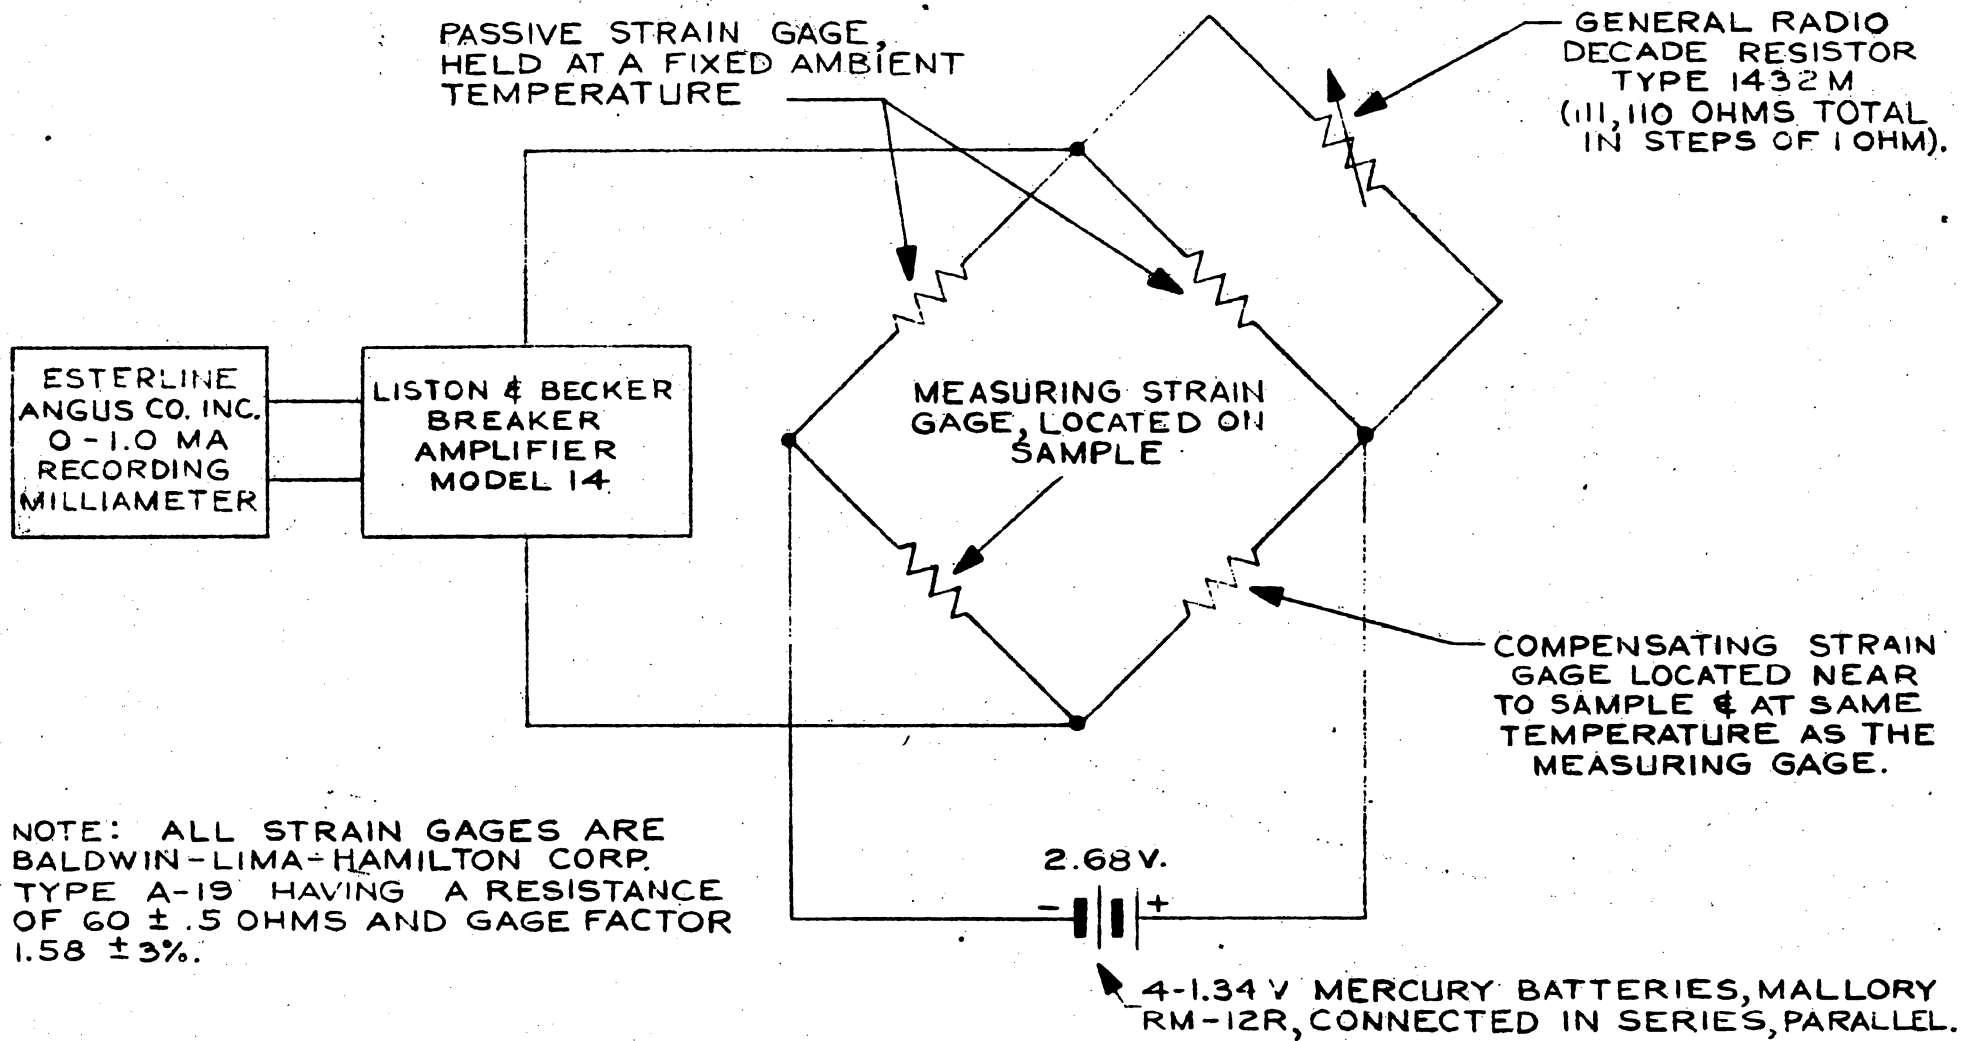 PASSIVE STRAIN GAGE,
HELD AT A FIXED AMBIENT
TEMPERATURE
GENERAL RADIO
DECADE RESISTOR
TYPE 1432M
(111,110 OHMS TOTAL
IN STEPS OF 1 OHM).
ESTERLINE
ANGUS CO. INC.
0-1.0 MA
RECORDING
MILLIAMETER
LISTON & BECKER
BREAKER
AMPLIFIER
MODEL 14
MEASURING STRAIN
GAGE, LOCATED ON
SAMPLE
COMPENSATING STRAIN
GAGE LOCATED NEAR
TO SAMPLE & AT SAME
TEMPERATURE AS THE
MEASURING GAGE.
NOTE: ALL STRAIN GAGES ARE
BALDWIN-LIMA-HAMILTON CORP.
TYPE A-19 HAVING A RESISTANCE
OF 60 ± .5 OHMS AND GAGE FACTOR
1.58 ±3%.
2.68V.
- +
4-1.34 V MERCURY BATTERIES, MALLORY
RM-12R, CONNECTED IN SERIES, PARALLEL.